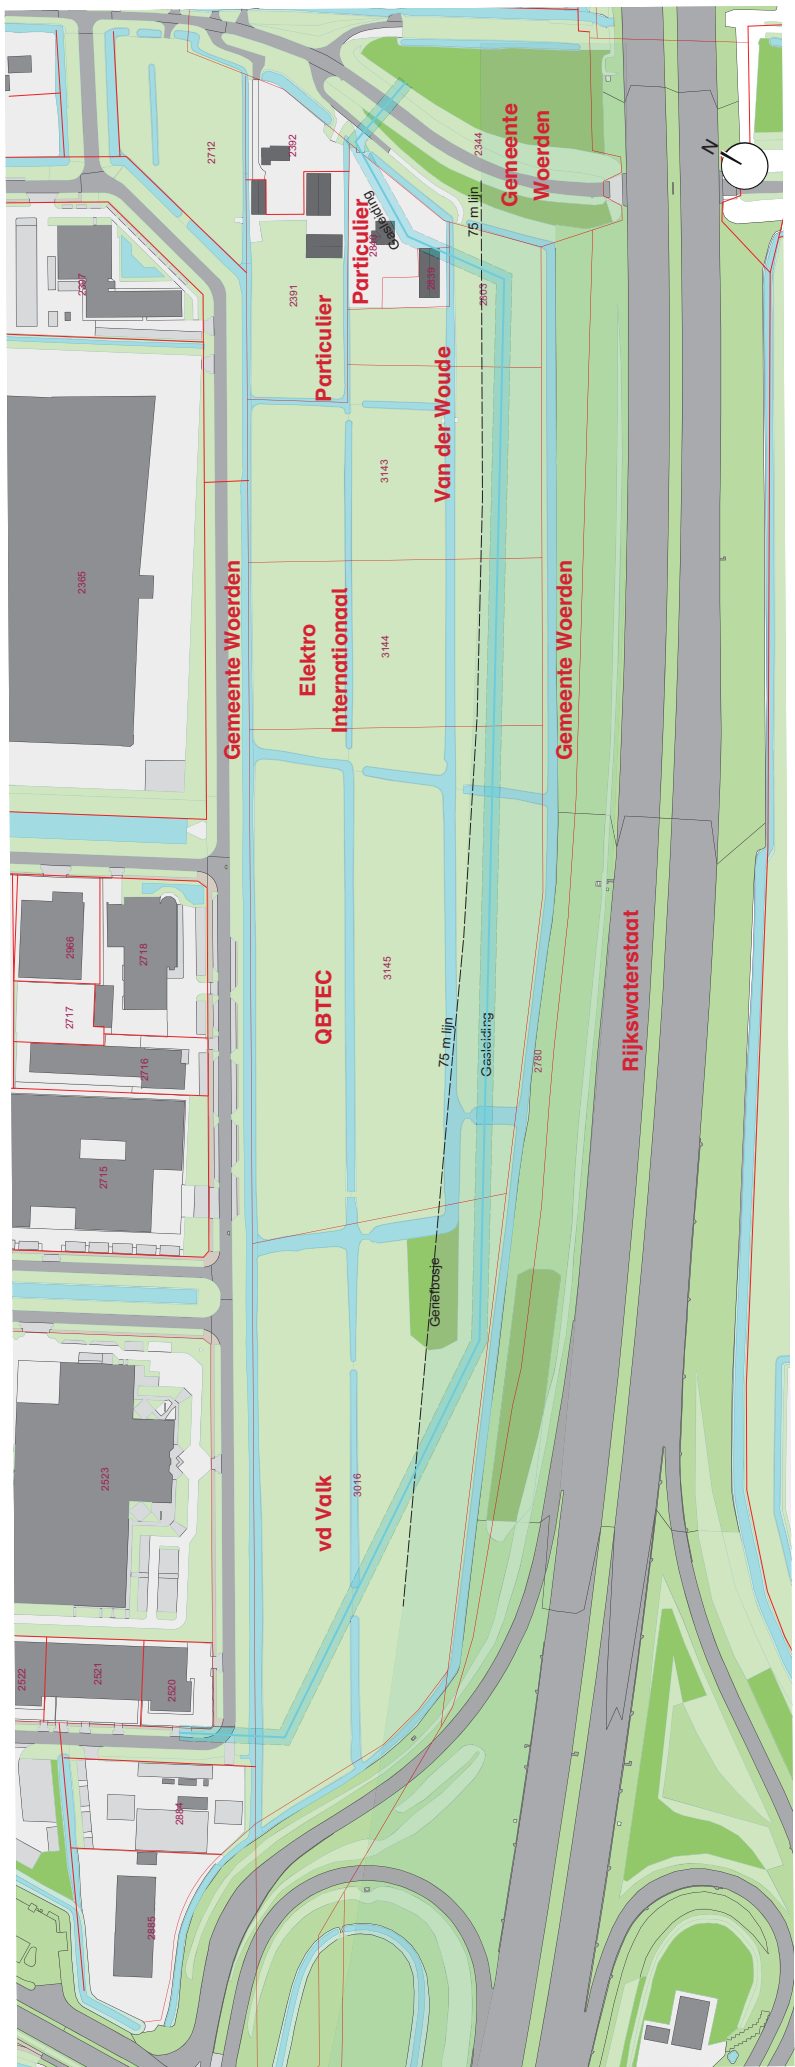 2712
2392
2344
Gemeente
Woerden
N
75 m lijn
Particulier
Gasleiding
2397
2391
2839
2803
Particulier
Van der Woude
3143
2365
Gemeente Woerden
Elektro
Internationaal
3144
Gemeente Woerden
2966
2718
2717
2716
QBTEC
3145
75 m lijn
Gasleiding
2780
Rijkswaterstaat
2715
Geriefbosje
2523
vd Valk
3016
2522
2521
2520
2884
2885